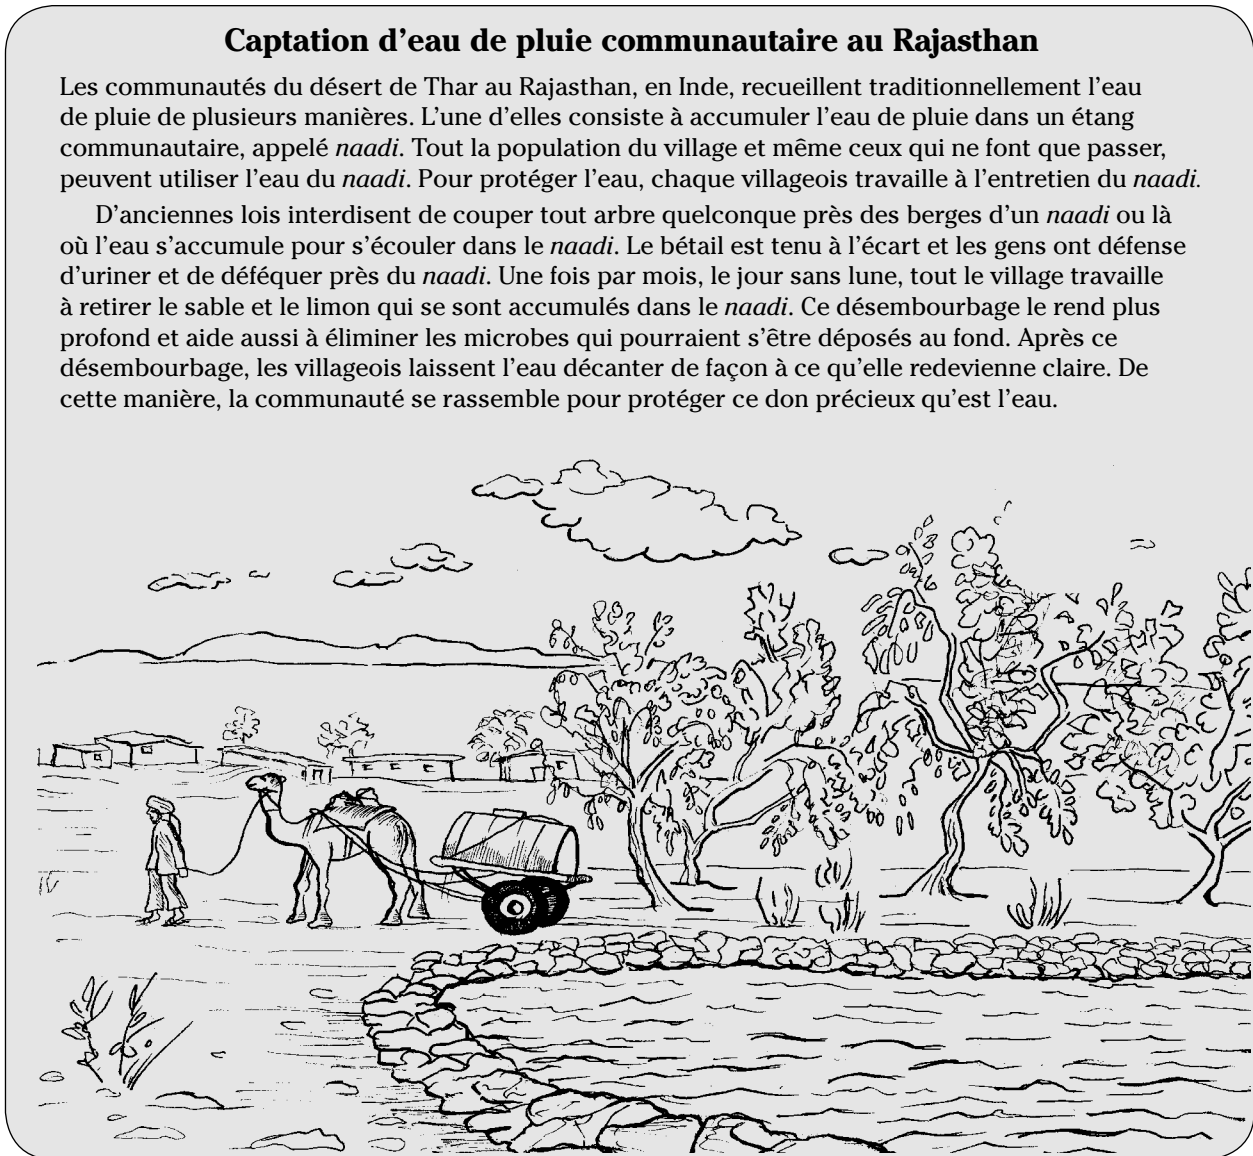 Captation d’eau de pluie communautaire au Rajasthan
Les communautés du désert de Thar au Rajasthan, en Inde, recueillent traditionnellement l’eau
de pluie de plusieurs manières. L’une d’elles consiste à accumuler l’eau de pluie dans un étang
communautaire, appelé naadi. Tout la population du village et même ceux qui ne font que passer,
peuvent utiliser l’eau du naadi. Pour protéger l’eau, chaque villageois travaille à l’entretien du naadi.
D’anciennes lois interdisent de couper tout arbre quelconque près des berges d’un naadi ou là
où l’eau s’accumule pour s’écouler dans le naadi. Le bétail est tenu à l’écart et les gens ont défense
d’uriner et de déféquer près du naadi. Une fois par mois, le jour sans lune, tout le village travaille
à retirer le sable et le limon qui se sont accumulés dans le naadi. Ce désembourbage le rend plus
profond et aide aussi à éliminer les microbes qui pourraient s’être déposés au fond. Après ce
désembourbage, les villageois laissent l’eau décanter de façon à ce qu’elle redevienne claire. De
cette manière, la communauté se rassemble pour protéger ce don précieux qu’est l’eau.